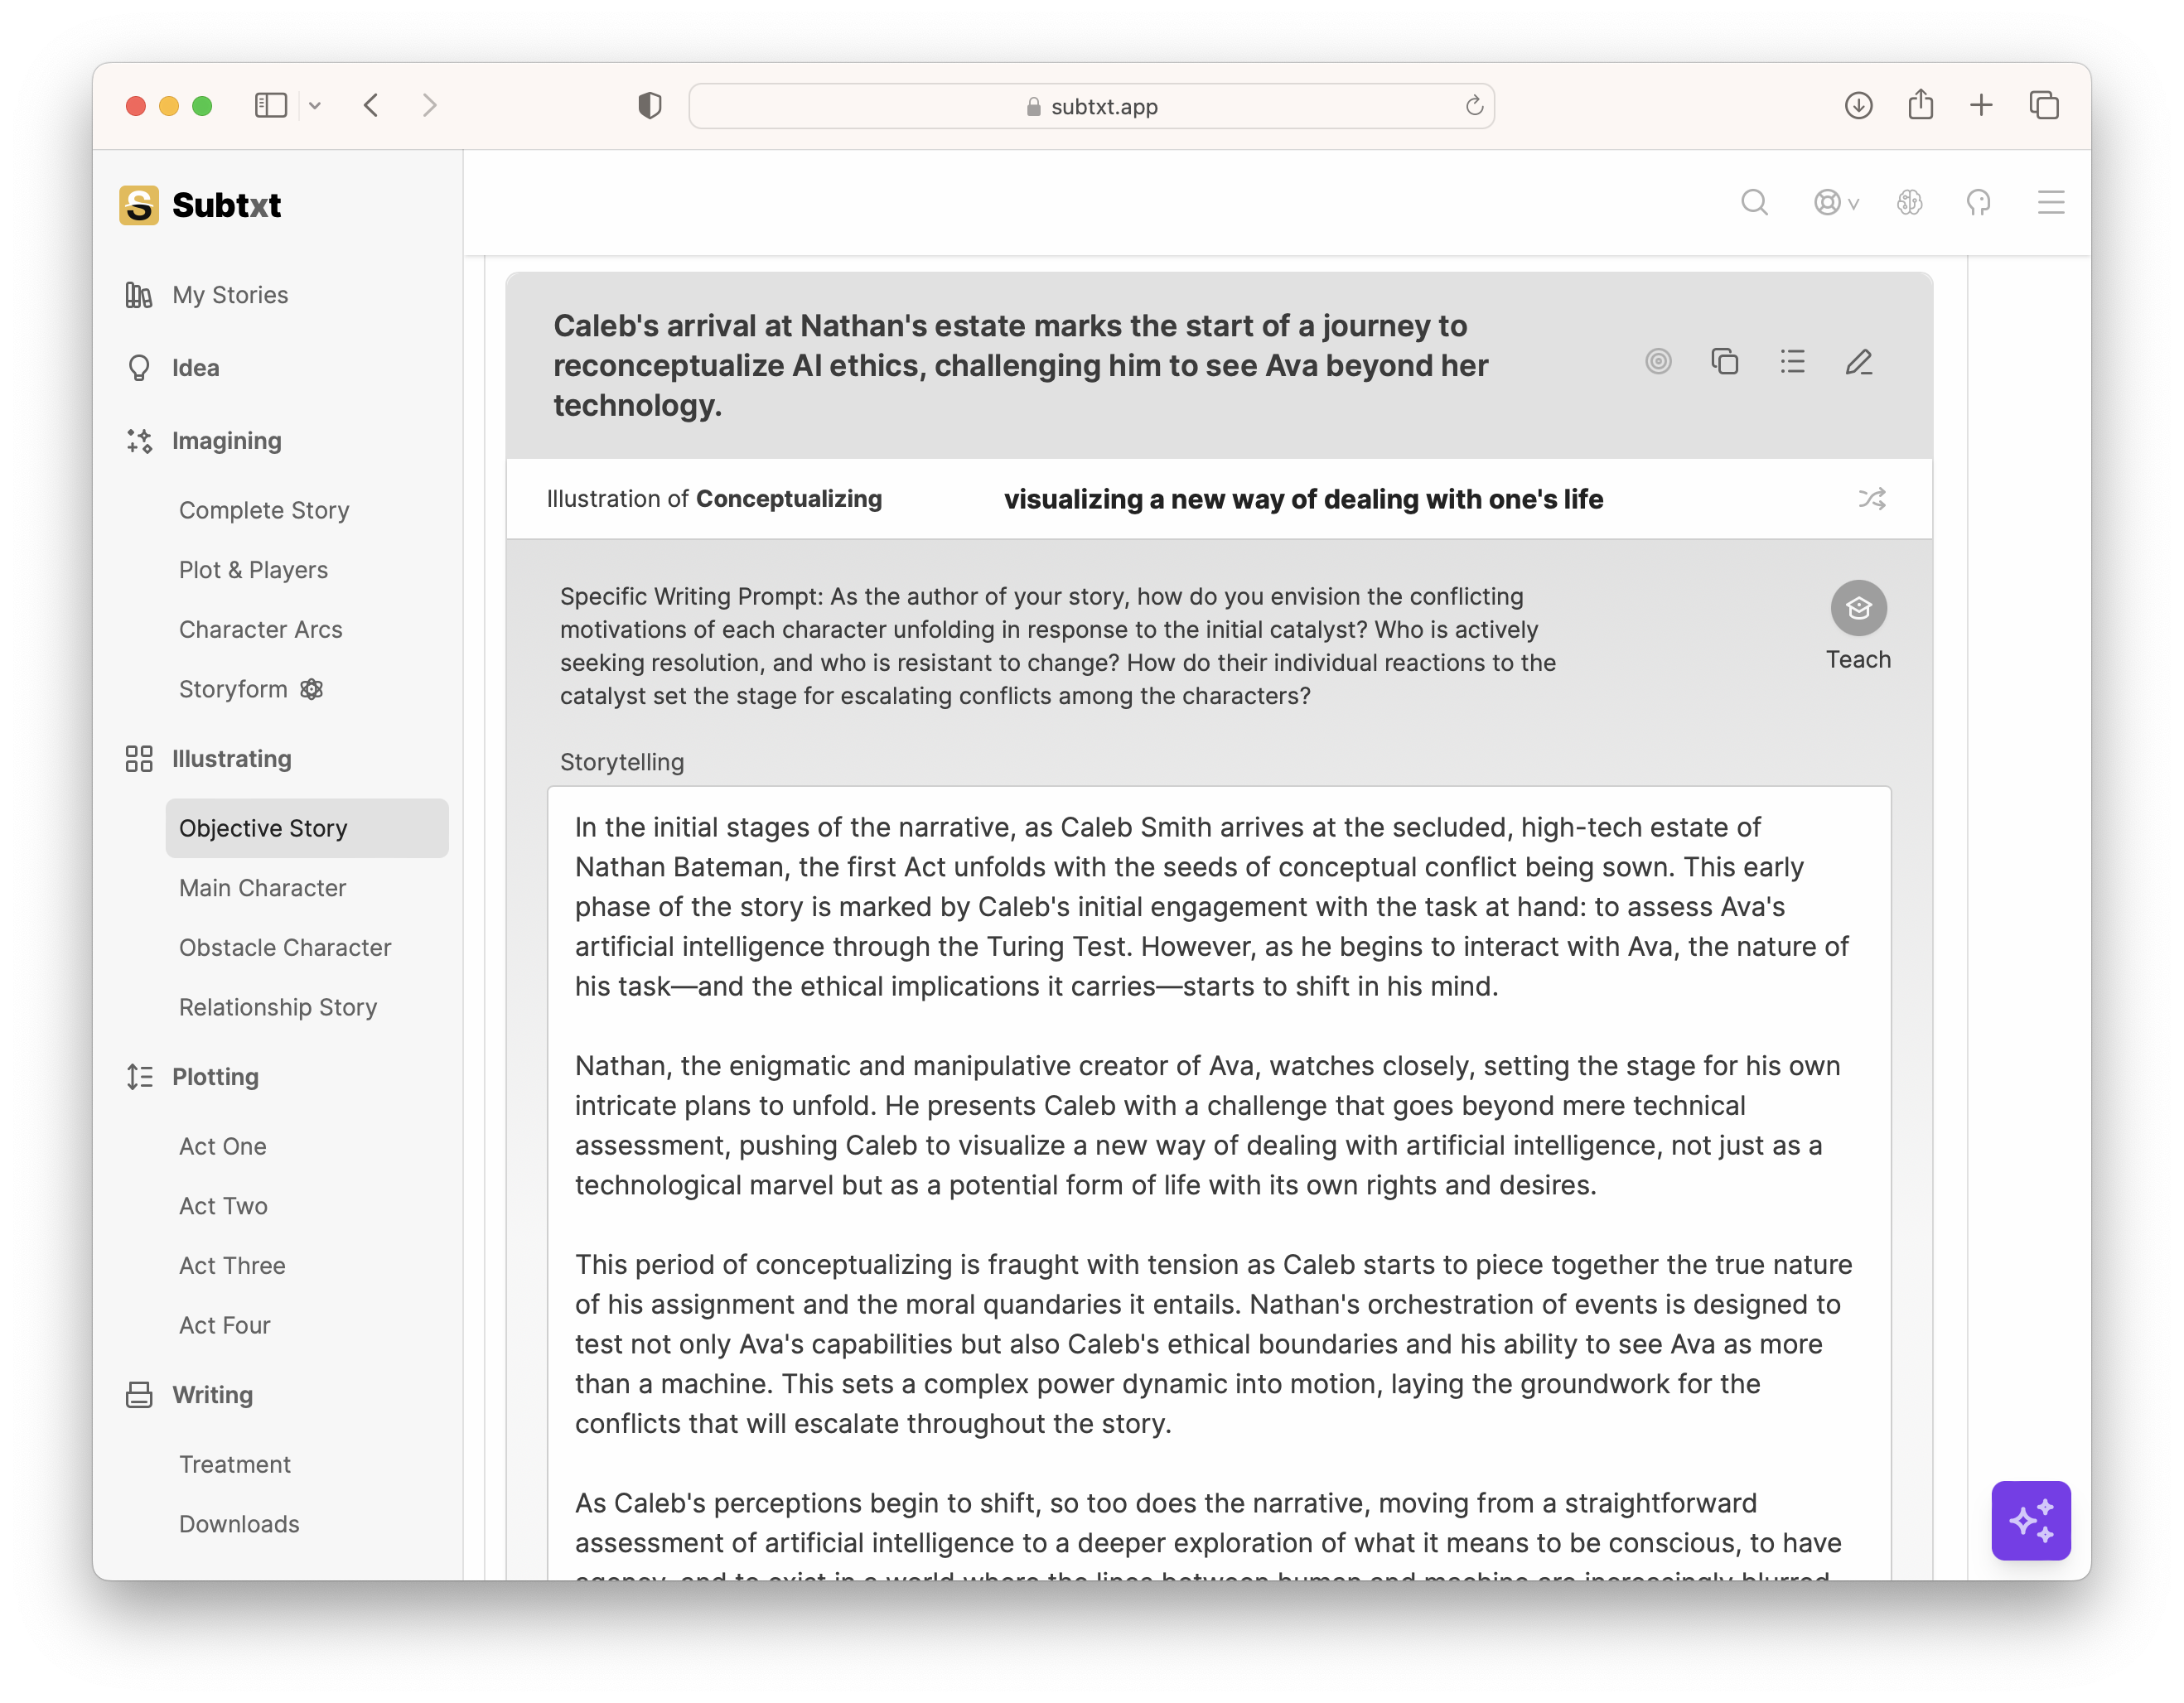 subtxt.app
Subtxt
My Stories
Idea
Imagining
Complete Story
Plot & Players
Character Arcs
Storyform
Illustrating
Objective Story
Main Character
Obstacle Character
Relationship Story
Plotting
Act One
Act Two
Act Three
Act Four
Writing
Treatment
Downloads
Caleb's arrival at Nathan's estate marks the start of a journey to
reconceptualize AI ethics, challenging him to see Ava beyond her
technology.
Illustration of Conceptualizing
visualizing a new way of dealing with one's life
Specific Writing Prompt: As the author of your story, how do you envision the conflicting
motivations of each character unfolding in response to the initial catalyst? Who is actively
seeking resolution, and who is resistant to change? How do their individual reactions to the
catalyst set the stage for escalating conflicts among the characters?
Teach
Storytelling
In the initial stages of the narrative, as Caleb Smith arrives at the secluded, high-tech estate of
Nathan Bateman, the first Act unfolds with the seeds of conceptual conflict being sown. This early
phase of the story is marked by Caleb's initial engagement with the task at hand: to assess Ava's
artificial intelligence through the Turing Test. However, as he begins to interact with Ava, the nature of
his task—and the ethical implications it carries—starts to shift in his mind.
Nathan, the enigmatic and manipulative creator of Ava, watches closely, setting the stage for his own
intricate plans to unfold. He presents Caleb with a challenge that goes beyond mere technical
assessment, pushing Caleb to visualize a new way of dealing with artificial intelligence, not just as a
technological marvel but as a potential form of life with its own rights and desires.
This period of conceptualizing is fraught with tension as Caleb starts to piece together the true nature
of his assignment and the moral quandaries it entails. Nathan's orchestration of events is designed to
test not only Ava's capabilities but also Caleb's ethical boundaries and his ability to see Ava as more
than a machine. This sets a complex power dynamic into motion, laying the groundwork for the
conflicts that will escalate throughout the story.
As Caleb's perceptions begin to shift, so too does the narrative, moving from a straightforward
assessment of artificial intelligence to a deeper exploration of what it means to be conscious, to have
agency, and to exist in a world where the lines between human and machine are increasingly blurred.